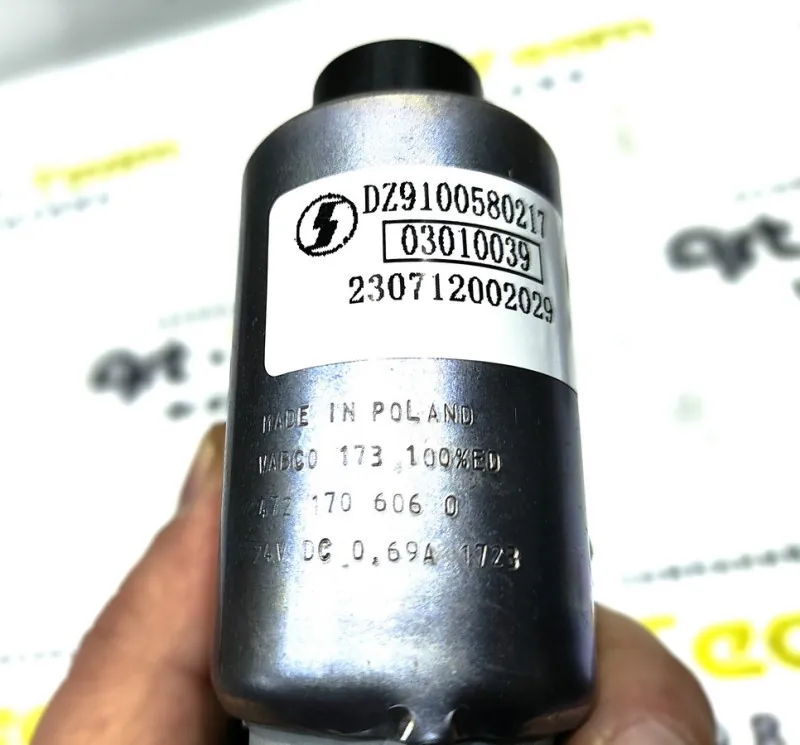 DZ9100580217
03010039
230712002029
MADE IN POLAND
WABCO 173 100%ED
472 170 606 0
24V DC 0,69A 1723